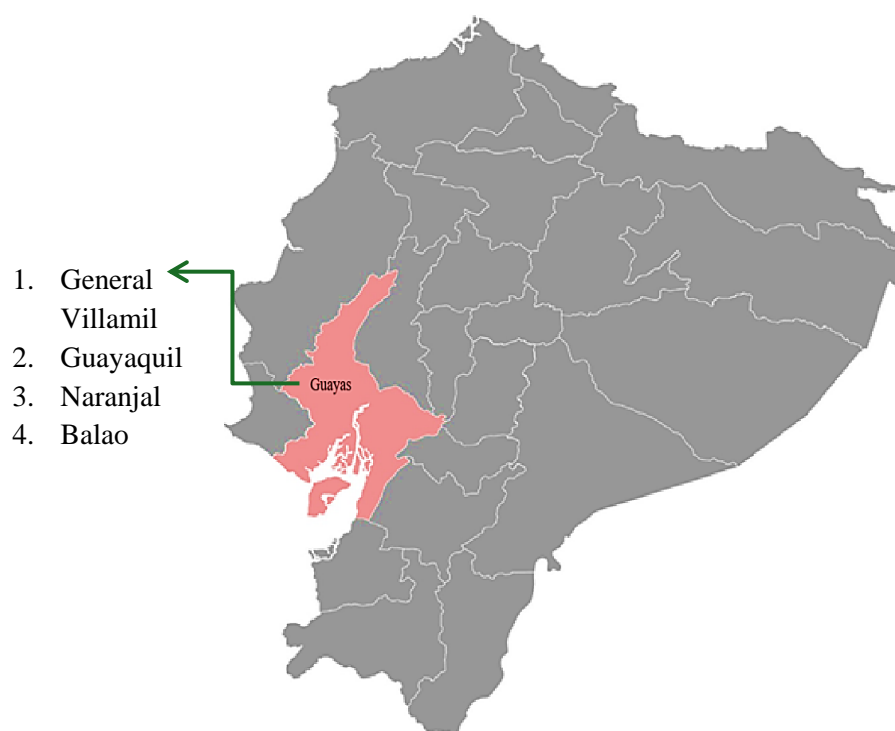 1. General
Villamil
2. Guayaquil
3. Naranjal
4. Balao
Guayas